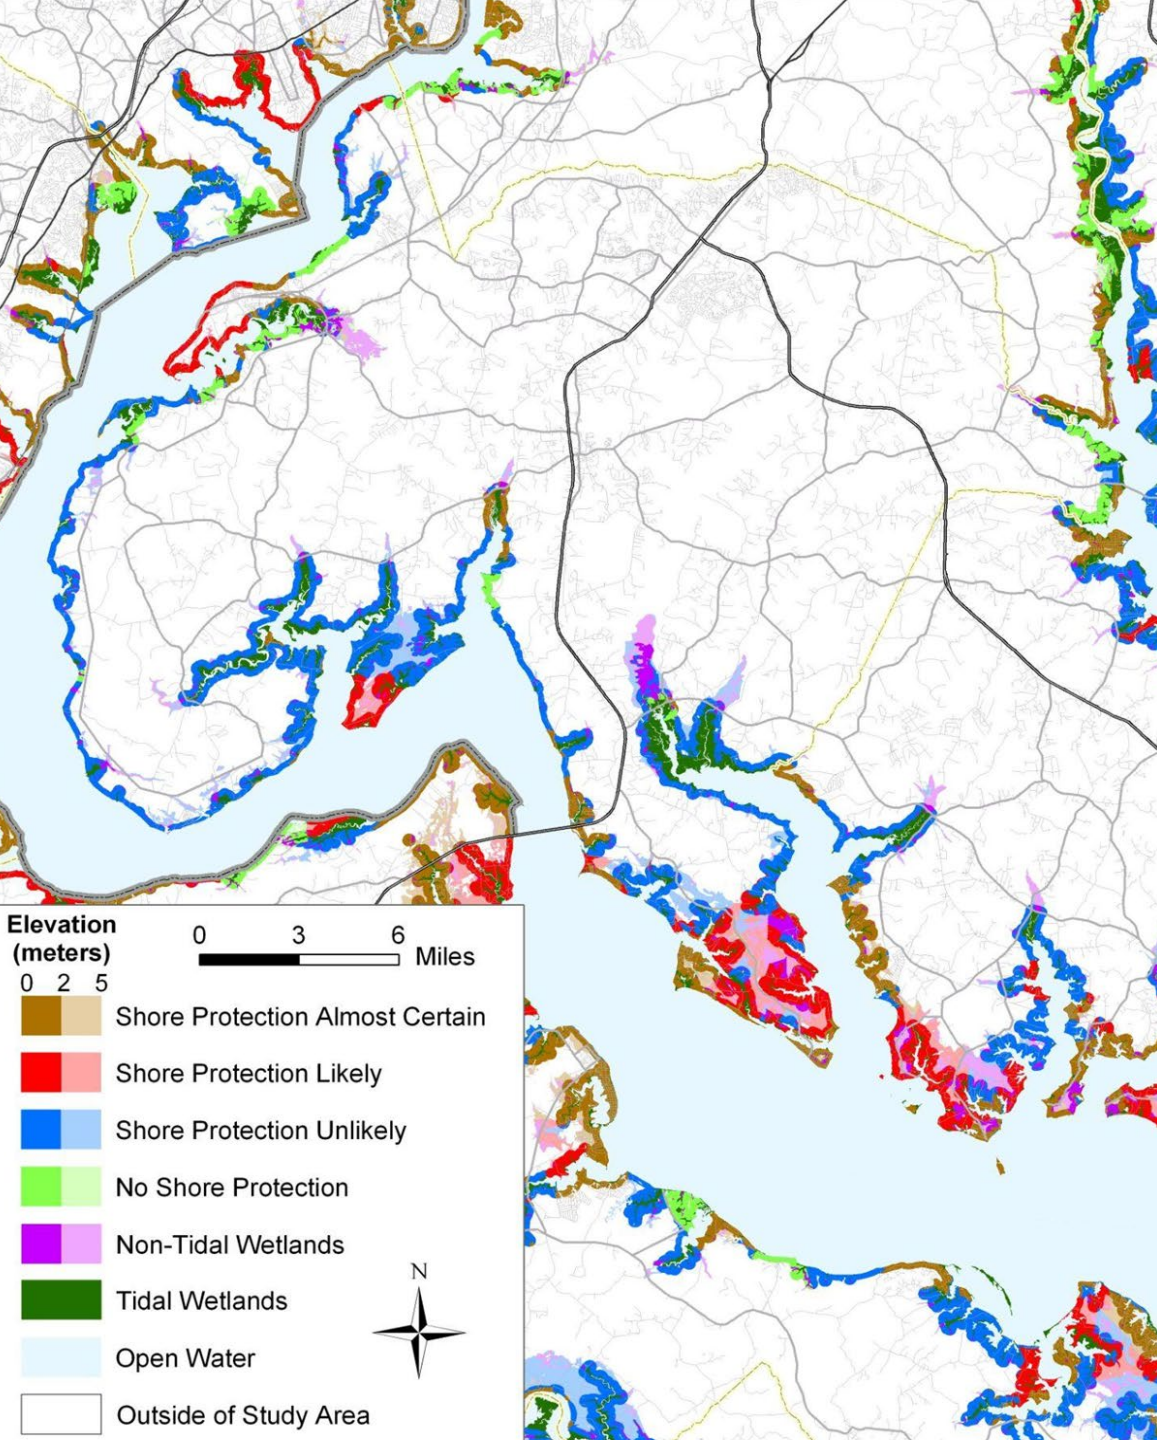 Elevation
(meters)
0 2 5
0 3 6
Miles
Shore Protection Almost Certain
Shore Protection Likely
Shore Protection Unlikely
No Shore Protection
Non-Tidal Wetlands
Tidal Wetlands
Open Water
Outside of Study Area
N